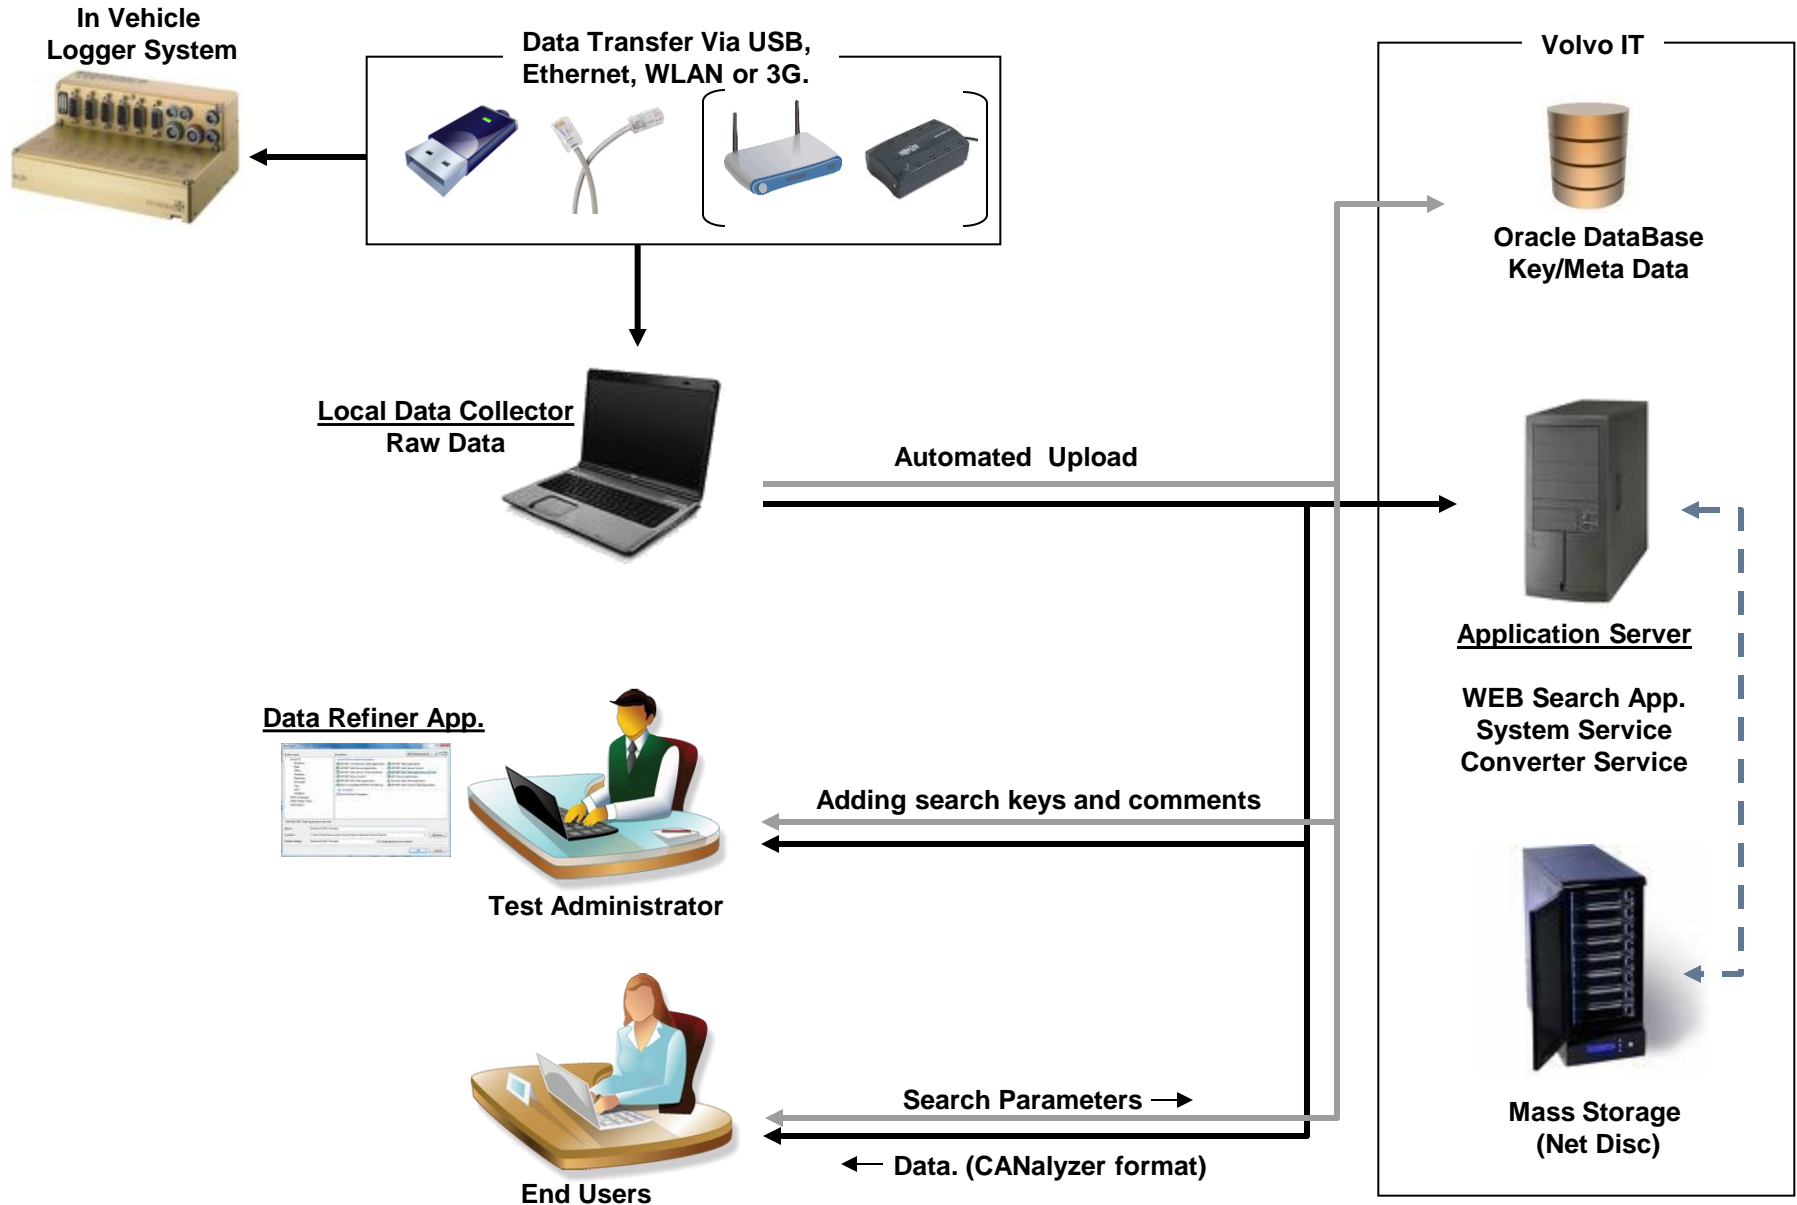 In Vehicle
Logger System
Data Transfer Via USB,
Ethernet, WLAN or 3G.
Volvo IT
Oracle DataBase
Key/Meta Data
Local Data Collector
Raw Data
Automated  Upload
Application Server
WEB Search App.
System Service
Converter Service
Data Refiner App.
Adding search keys and comments
Test Administrator
Search Parameters
Data. (CANalyzer format)
End Users
Mass Storage
(Net Disc)